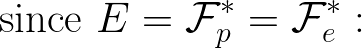 since $E = \mathcal{F}_p^* = \mathcal{F}_e^*$ :